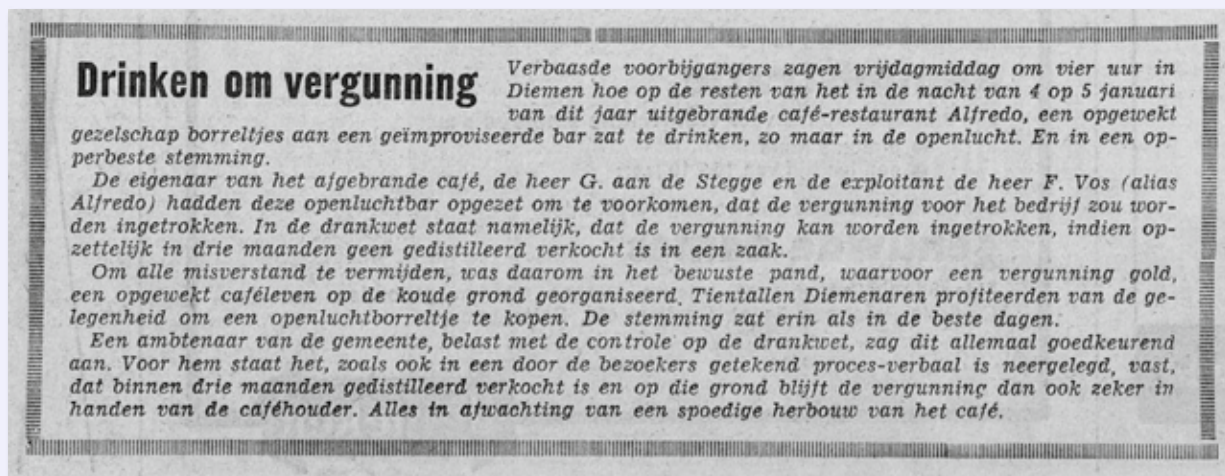 Drinken om vergunning
Verbaasde voorbijgangers zagen vrijdagmiddag om vier uur in
Diemen hoe op de resten van het in de nacht van 4 op 5 januari
van dit jaar uitgebrande café-restaurant Alfredo, een opgewekt
gezelschap borreltjes aan een geïmproviseerde bar zat te drinken, zo maar in de openlucht. En in een op-
perbeste stemming.
De eigenaar van het afgebrande café, de heer G. aan de Stegge en de exploitant de heer F. Vos (alias
Alfredo) hadden deze openluchtbar opgezet om te voorkomen, dat de vergunning voor het bedrijf zou wor-
den ingetrokken. In de drankwet staat namelijk, dat de vergunning kan worden ingetrokken, indien op-
zettelijk in drie maanden geen gedistilleerd verkocht is in een zaak.
Om alle misverstand te vermijden, was daarom in het bewuste pand, waarvoor een vergunning gold,
een opgewekt caféleven op de koude grond georganiseerd. Tientallen Diemenaren profiteerden van de ge-
legenheid om een openluchtborreltje te kopen. De stemming zat erin als in de beste dagen.
Een ambtenaar van de gemeente, belast met de controle op de drankwet, zag dit allemaal goedkeurend
aan. Voor hem staat het, zoals ook in een door de bezoekers getekend proces-verbaal is neergelegd, vast,
dat binnen drie maanden gedistilleerd verkocht is en op die grond blijft de vergunning dan ook zeker in
handen van de caféhouder. Alles in afwachting van een spoedige herbouw van het café.